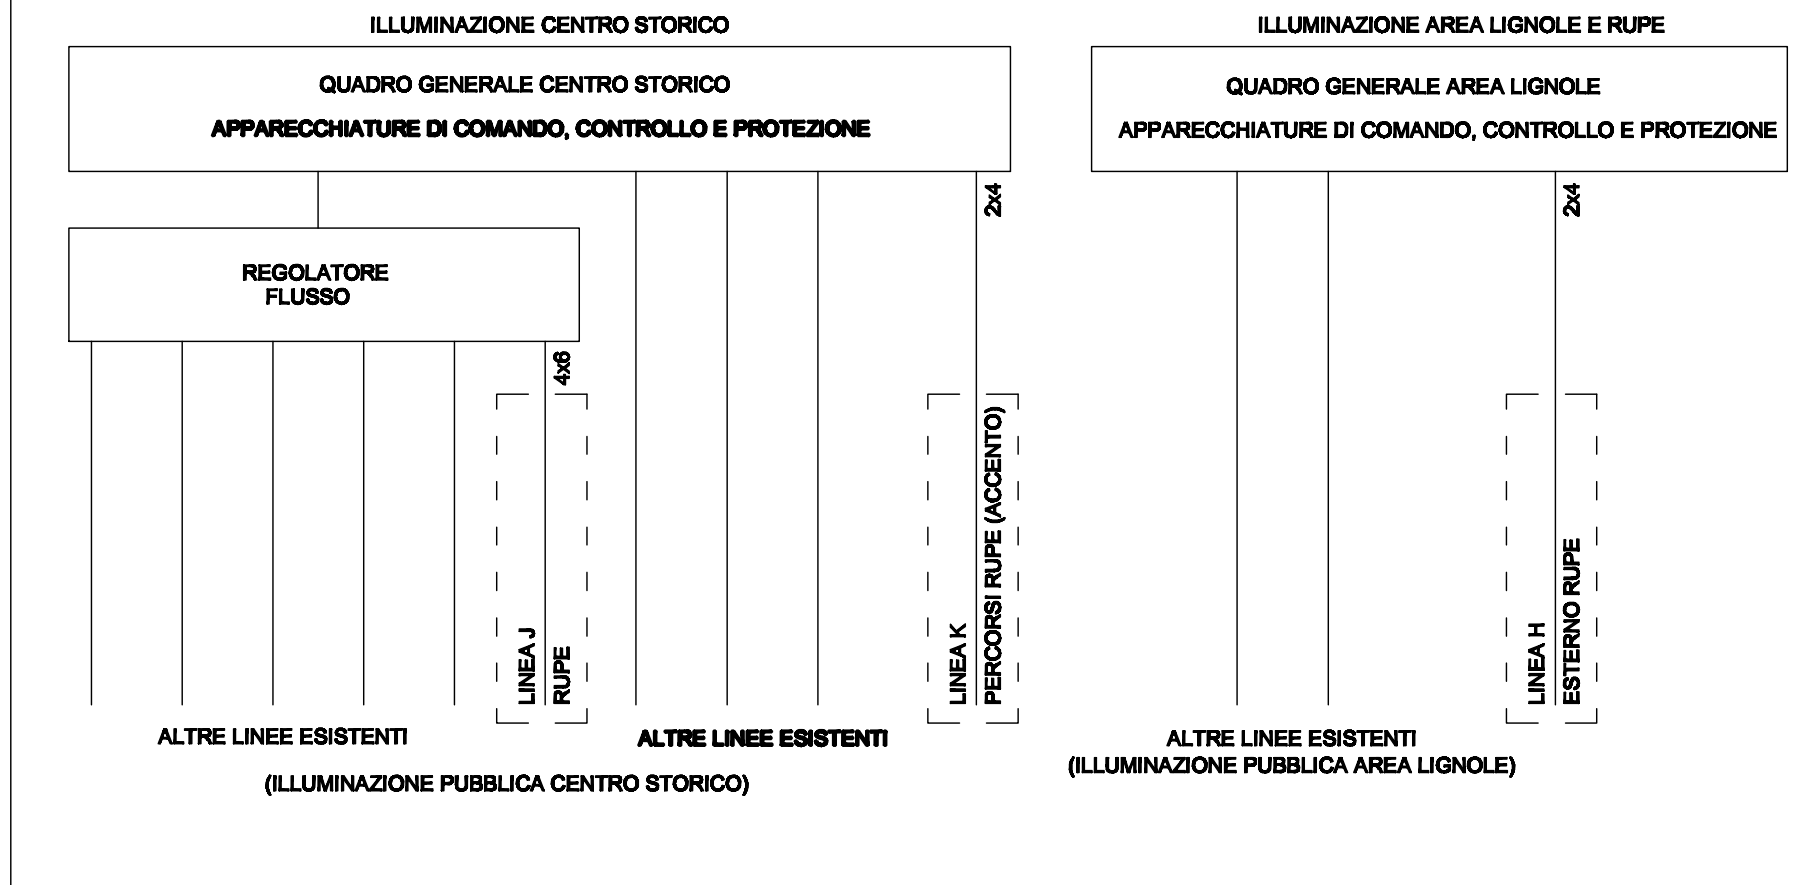 ILLUMINAZIONE CENTRO STORICO
QUADRO GENERALE CENTRO STORICO
APPARECCHIATURE DI COMANDO, CONTROLLO E PROTEZIONE
2x4
REGOLATORE
FLUSSO
4x6
LINEA J
RUPE
LINEA K
PERCORSI RUPE (ACCENTO)
ALTRE LINEE ESISTENTI
ALTRE LINEE ESISTENTI
(ILLUMINAZIONE PUBBLICA CENTRO STORICO)
ILLUMINAZIONE AREA LIGNOLE E RUPE
QUADRO GENERALE AREA LIGNOLE
APPARECCHIATURE DI COMANDO, CONTROLLO E PROTEZIONE
2x4
LINEA H
ESTERNO RUPE
ALTRE LINEE ESISTENTI
(ILLUMINAZIONE PUBBLICA AREA LIGNOLE)